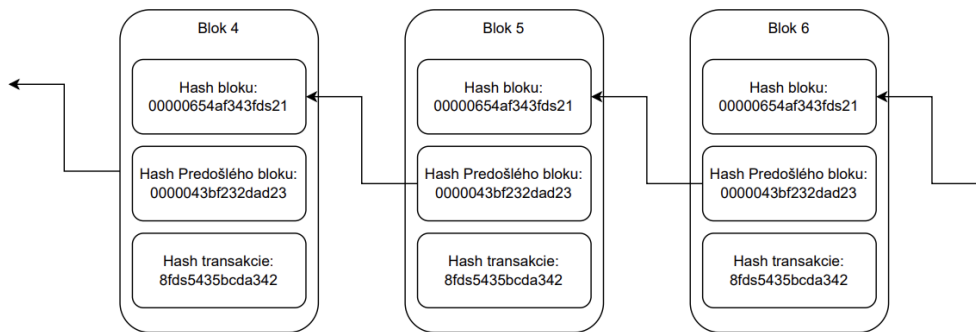 Blok 4
Hash bloku:
00000654af343fds21
Hash Predošlého bloku:
0000043bf232dad23
Hash transakcie:
8fds5435bcda342
Blok 5
Hash bloku:
00000654af343fds21
Hash Predošlého bloku:
0000043bf232dad23
Hash transakcie:
8fds5435bcda342
Blok 6
Hash bloku:
00000654af343fds21
Hash Predošlého bloku:
0000043bf232dad23
Hash transakcie:
8fds5435bcda342